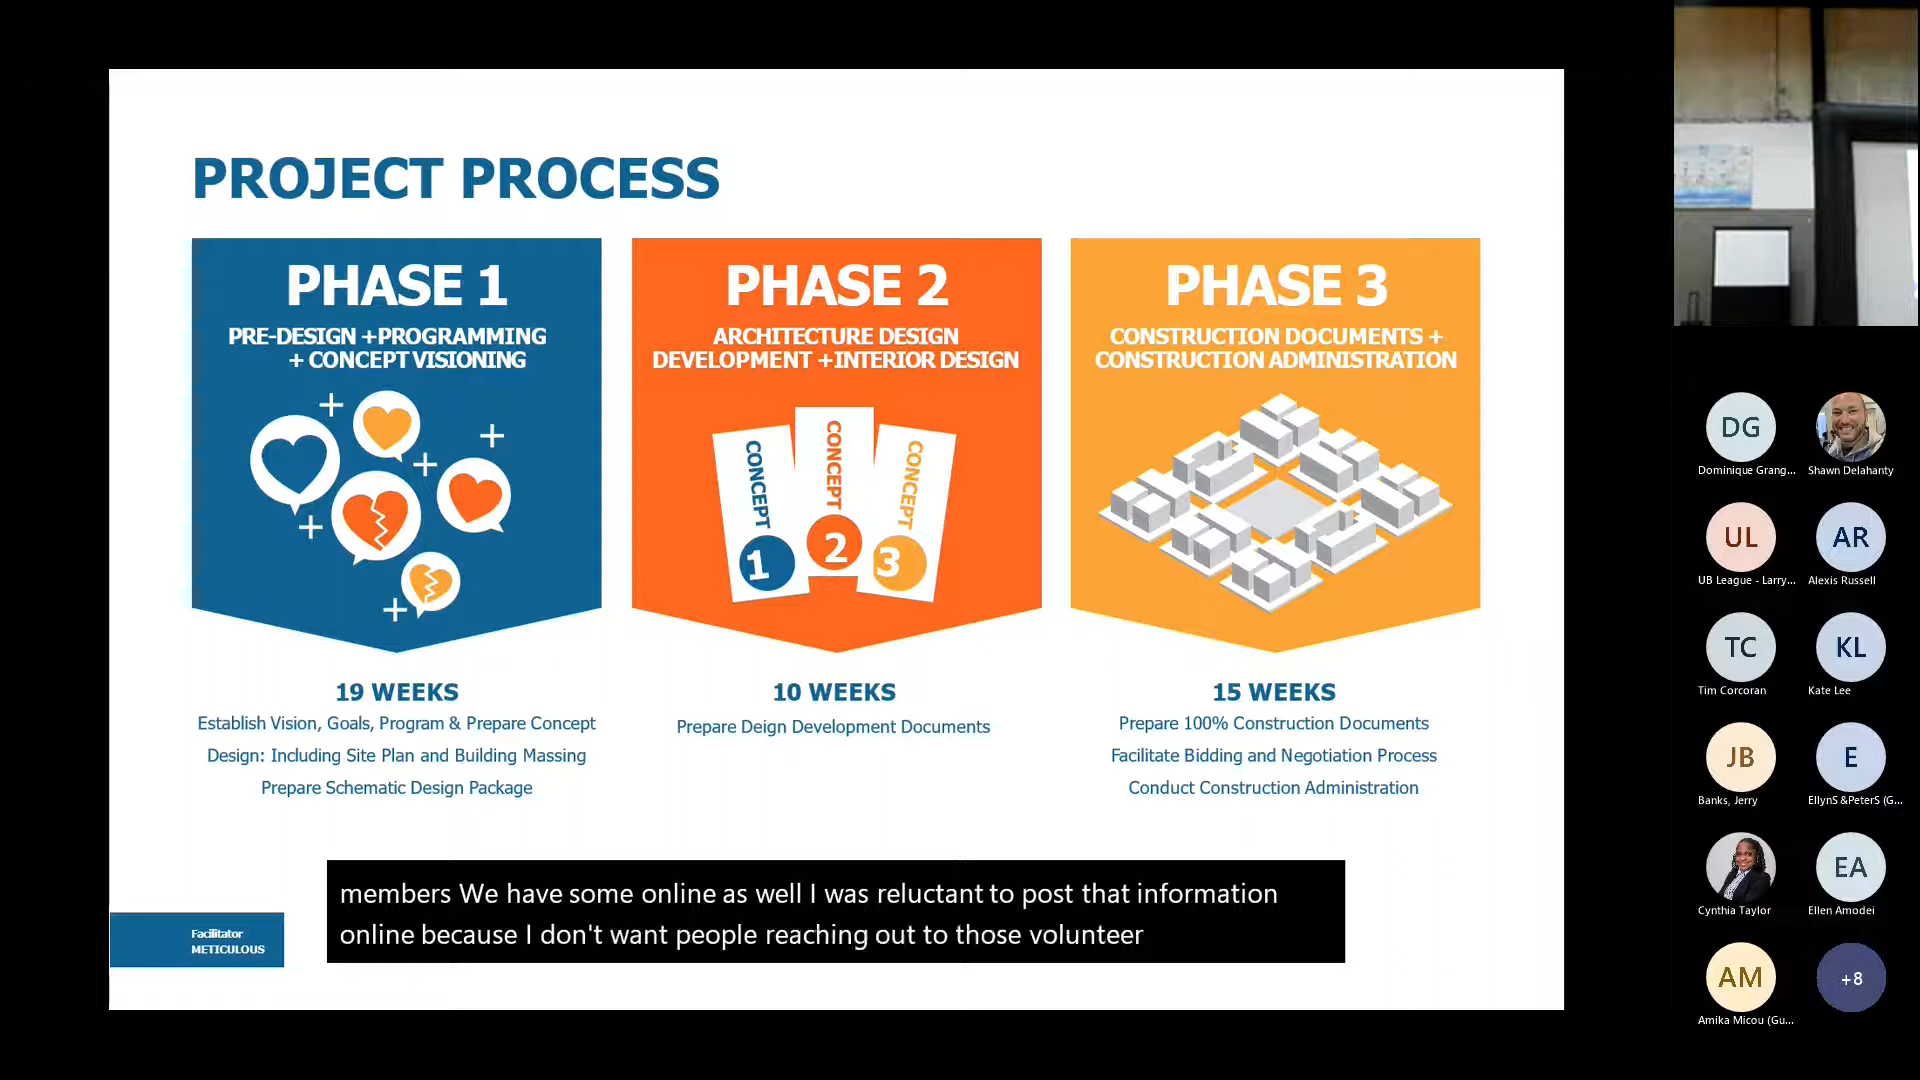 PROJECT PROCESS
PHASE 1
PRE-DESIGN +PROGRAMMING
+ CONCEPT VISIONING
19 WEEKS
Establish Vision, Goals, Program & Prepare Concept
Design: Including Site Plan and Building Massing
Prepare Schematic Design Package
PHASE 2
ARCHITECTURE DESIGN
DEVELOPMENT +INTERIOR DESIGN
CONCEPT
1
CONCEPT
2
CONCEPT
3
10 WEEKS
Prepare Deign Development Documents
PHASE 3
CONSTRUCTION DOCUMENTS +
CONSTRUCTION ADMINISTRATION
15 WEEKS
Prepare 100% Construction Documents
Facilitate Bidding and Negotiation Process
Conduct Construction Administration
Facilitator
METICULOUS
members We have some online as well I was reluctant to post that information
online because I don't want people reaching out to those volunteer
DG
Dominique Grang...
Shawn Delahanty
UL
UB League - Larry...
AR
Alexis Russell
TC
Tim Corcoran
KL
Kate Lee
JB
Banks, Jerry
E
EllynS &PeterS (G...
Cynthia Taylor
EA
Ellen Amodei
AM
Amika Micou (Gu...
+8